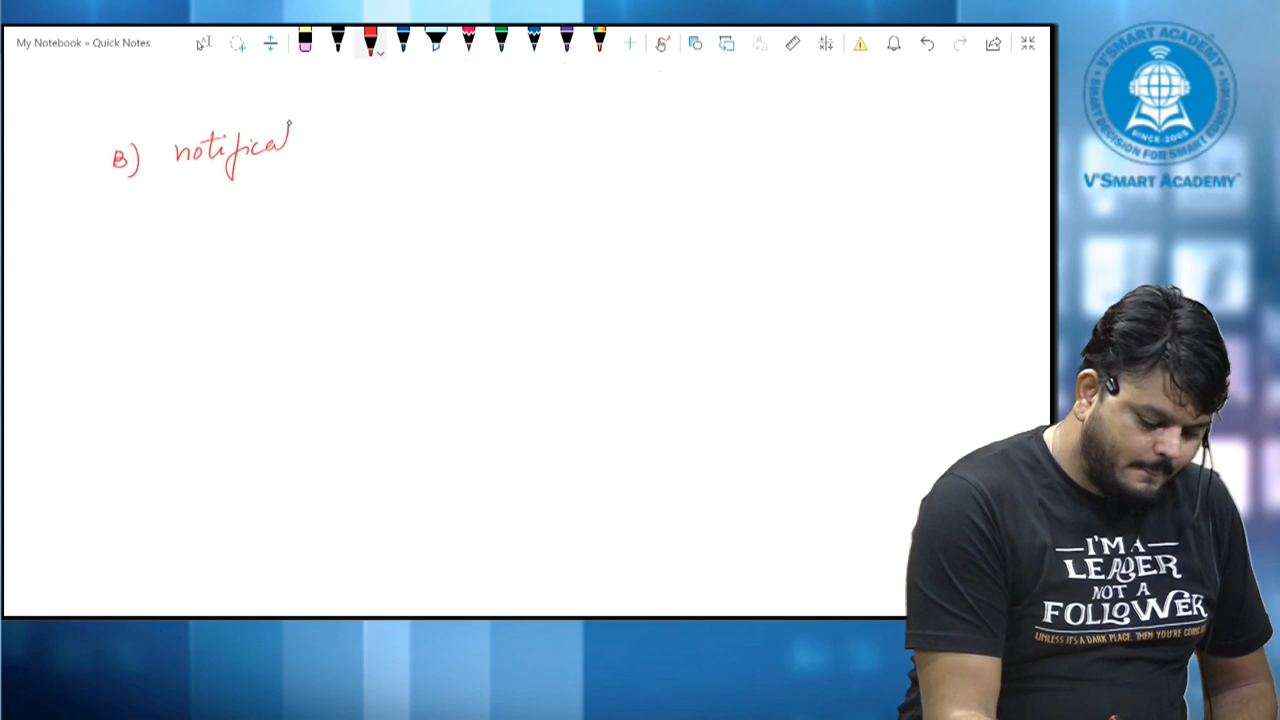 My Notebook » Quick Notes
B) notificat
V'SMART ACADEMY
SMART DECISION FOR SMART EDUCATION
SINCE-2005
V'SMART ACADEMY
I'M A
LEADER
NOT A
FOLLOWER
UNLESS IT'S A DARK PLACE, THEN YOU'RE GOING